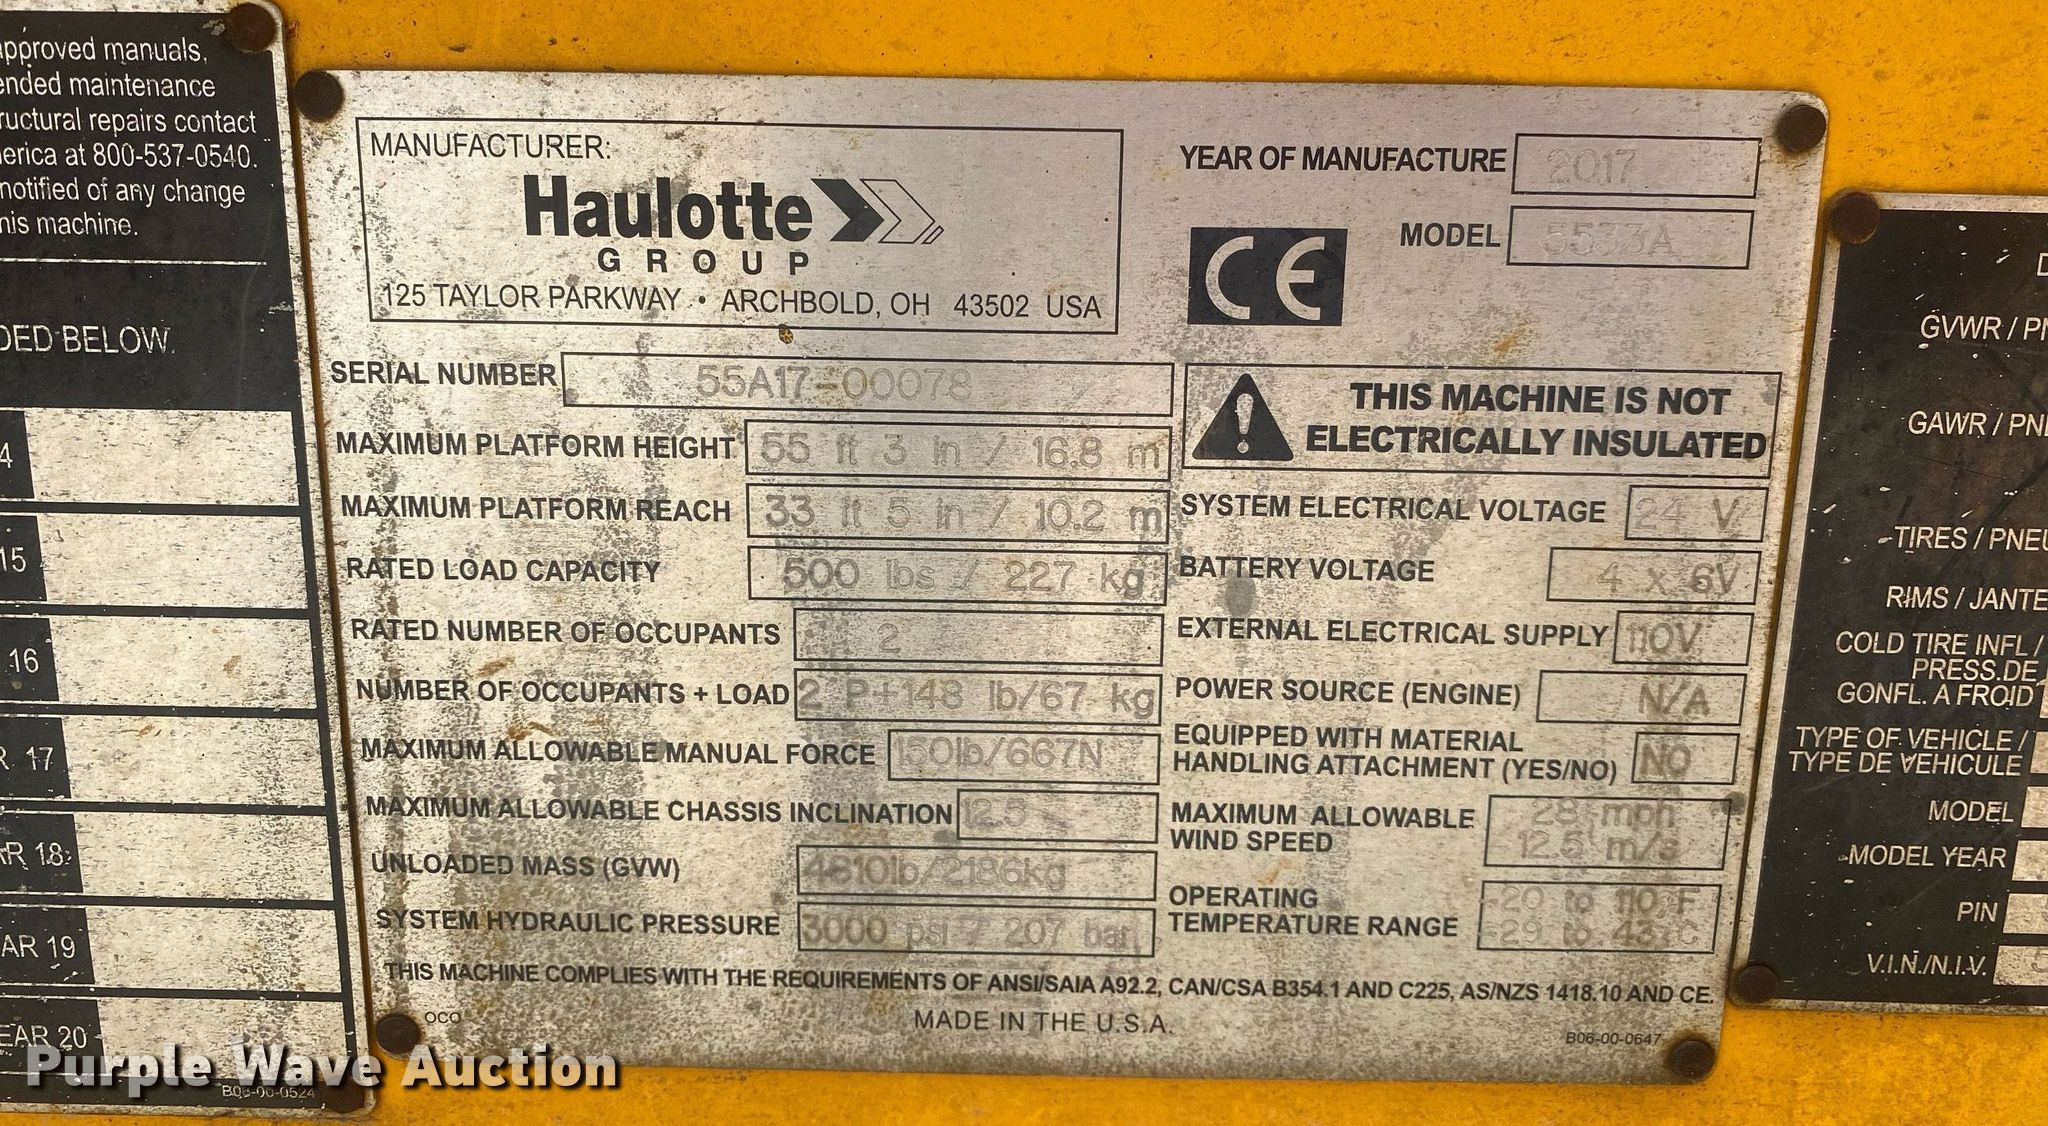 approved manuals,
ended maintenance
ructural repairs contact
erica at 800-537-0540.
notified of any change
his machine.
DED BELOW.
4
15
16
R 17
AR 18
AR 19
EAR 20
B06-00-0524
MANUFACTURER:
Haulotte
GROUP
125 TAYLOR PARKWAY • ARCHBOLD, OH 43502 USA
YEAR OF MANUFACTURE 2017
MODEL 5533A
CE
SERIAL NUMBER 55A17-00078
MAXIMUM PLATFORM HEIGHT 55 ft 3 in / 16.8 m
MAXIMUM PLATFORM REACH 33 ft 5 in / 10.2 m
RATED LOAD CAPACITY 500 lbs / 227 kg
RATED NUMBER OF OCCUPANTS 2
NUMBER OF OCCUPANTS + LOAD 2 P+148 lb/67 kg
MAXIMUM ALLOWABLE MANUAL FORCE 150lb/667N
MAXIMUM ALLOWABLE CHASSIS INCLINATION 12.5
UNLOADED MASS (GVW) 4810lb/2186kg
SYSTEM HYDRAULIC PRESSURE 3000 psi / 207 bar
THIS MACHINE IS NOT
ELECTRICALLY INSULATED
SYSTEM ELECTRICAL VOLTAGE 24 V
BATTERY VOLTAGE 4 x 6V
EXTERNAL ELECTRICAL SUPPLY 110V
POWER SOURCE (ENGINE) N/A
EQUIPPED WITH MATERIAL
HANDLING ATTACHMENT (YES/NO) NO
MAXIMUM ALLOWABLE 28 mph
WIND SPEED 12.5 m/s
OPERATING -20 to 110 F
TEMPERATURE RANGE -29 to 43 C
THIS MACHINE COMPLIES WITH THE REQUIREMENTS OF ANSI/SAIA A92.2, CAN/CSA B354.1 AND C225, AS/NZS 1418.10 AND CE.
OCO
MADE IN THE U.S.A.
B06-00-0647
D
GVWR / PN
GAWR / PN
TIRES / PNEU
RIMS / JANTE
COLD TIRE INFL /
PRESS.DE
GONFL. A FROID
TYPE OF VEHICLE /
TYPE DE VEHICULE
MODEL
MODEL YEAR
PIN
V.I.N./N.I.V. 5
Purple Wave Auction